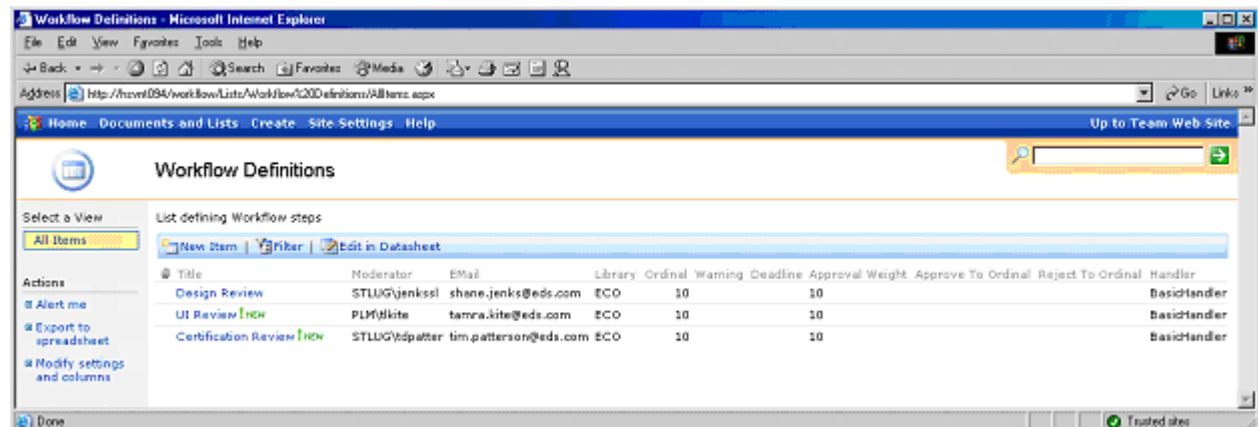 Workflow Definitions - Microsoft Internet Explorer
File Edit View Favorites Tools Help
Back Search Favorites Media
Address http://hsvnt094/workflow/Lists/Workflow%20Definitions/AllItems.aspx Go Links »
Home Documents and Lists Create Site Settings Help Up to Team Web Site
Workflow Definitions
Select a View
All Items
Actions
Alert me
Export to
spreadsheet
Modify settings
and columns
List defining Workflow steps
New Item | Filter | Edit in Datasheet
Title Moderator EMail Library Ordinal Warning Deadline Approval Weight Approve To Ordinal Reject To Ordinal Handler
Design Review STLUG\jenkssl shane.jenks@eds.com ECO 10 10 BasicHandler
UI Review ! NEW PLM\tlkite tamra.kite@eds.com ECO 10 10 BasicHandler
Certification Review ! NEW STLUG\tdpatter tim.patterson@eds.com ECO 10 10 BasicHandler
Done Trusted sites